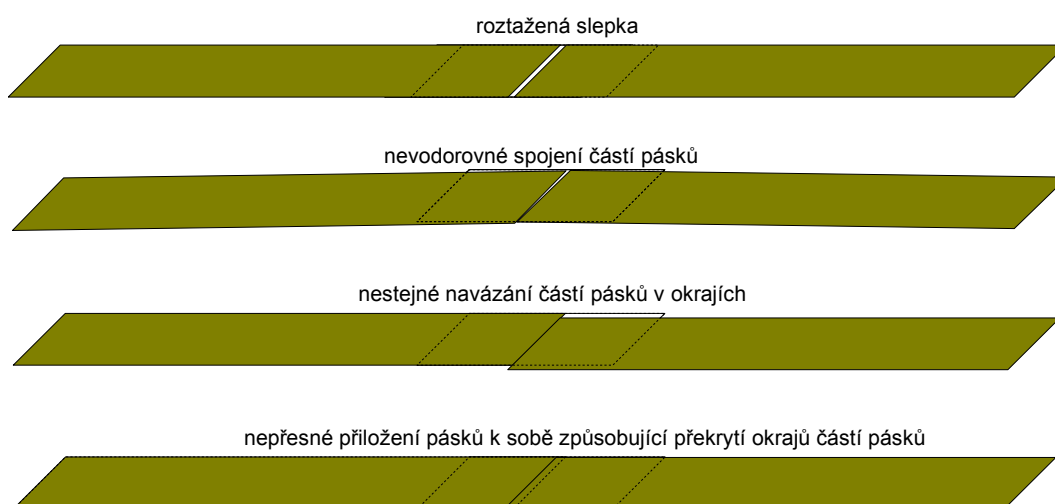 roztažená slepka
nevodorovné spojení částí pásků
nestejné navázání částí pásků v okrajích
nepřesné přiložení pásků k sobě způsobující překrytí okrajů částí pásků